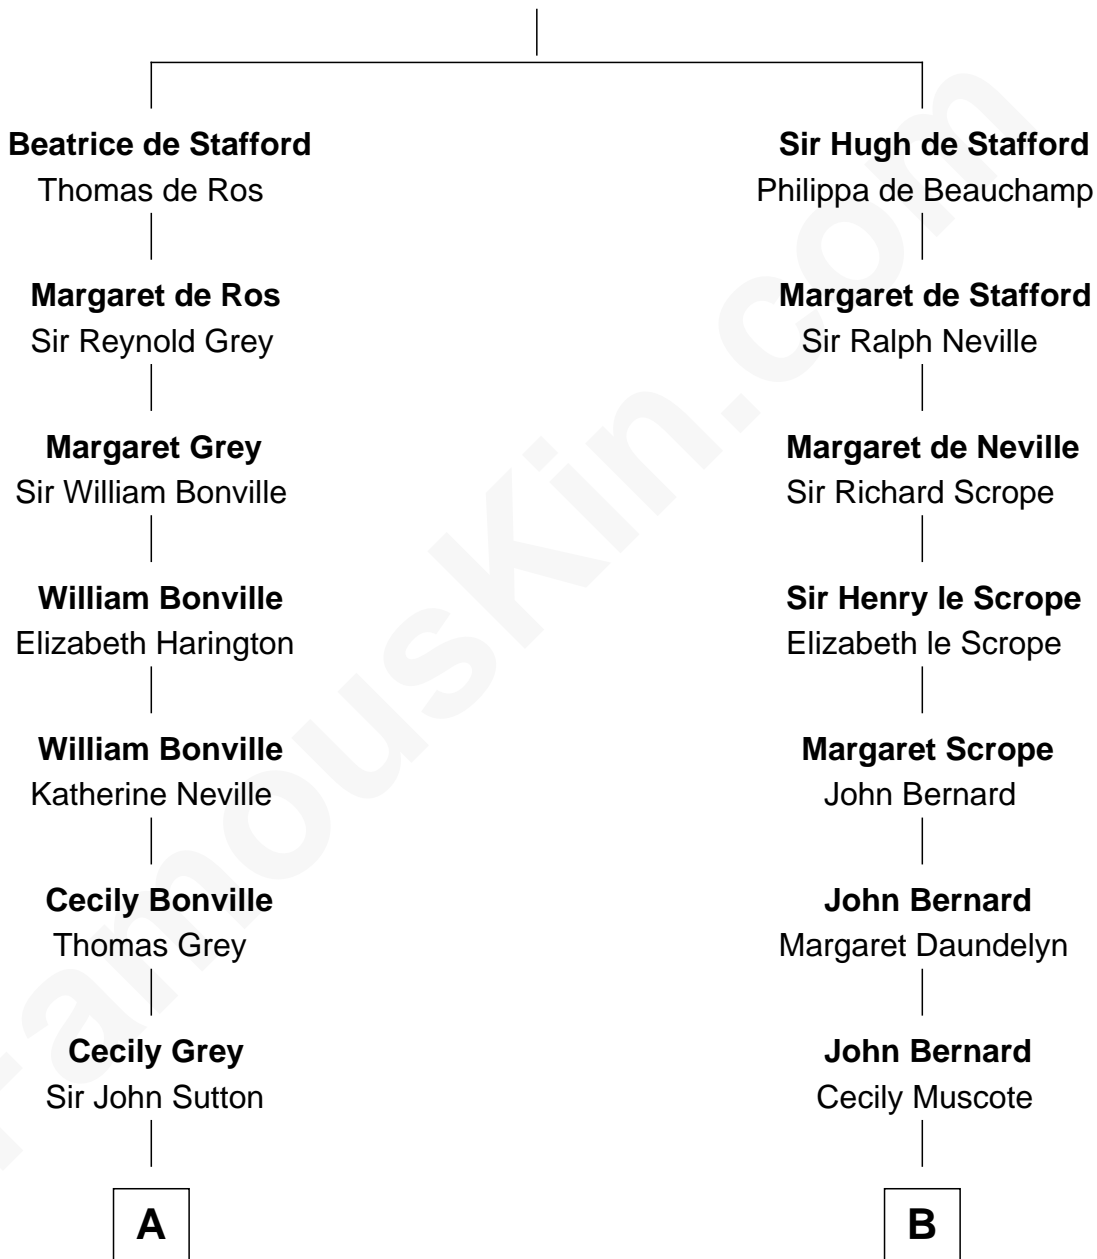 Beatrice de Stafford
Thomas de Ros
Sir Hugh de Stafford
Philippa de Beauchamp
Margaret de Ros
Sir Reynold Grey
Margaret de Stafford
Sir Ralph Neville
Margaret Grey
Sir William Bonville
Margaret de Neville
Sir Richard Scrope
William Bonville
Elizabeth Harington
Sir Henry le Scrope
Elizabeth le Scrope
William Bonville
Katherine Neville
Margaret Scrope
John Bernard
Cecily Bonville
Thomas Grey
John Bernard
Margaret Daundelyn
Cecily Grey
Sir John Sutton
John Bernard
Cecily Muscote
A
B
FamousKin.com